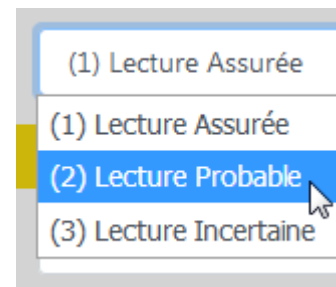 (1) Lecture Assurée
(1) Lecture Assurée
(2) Lecture Probable
(3) Lecture Incertaine